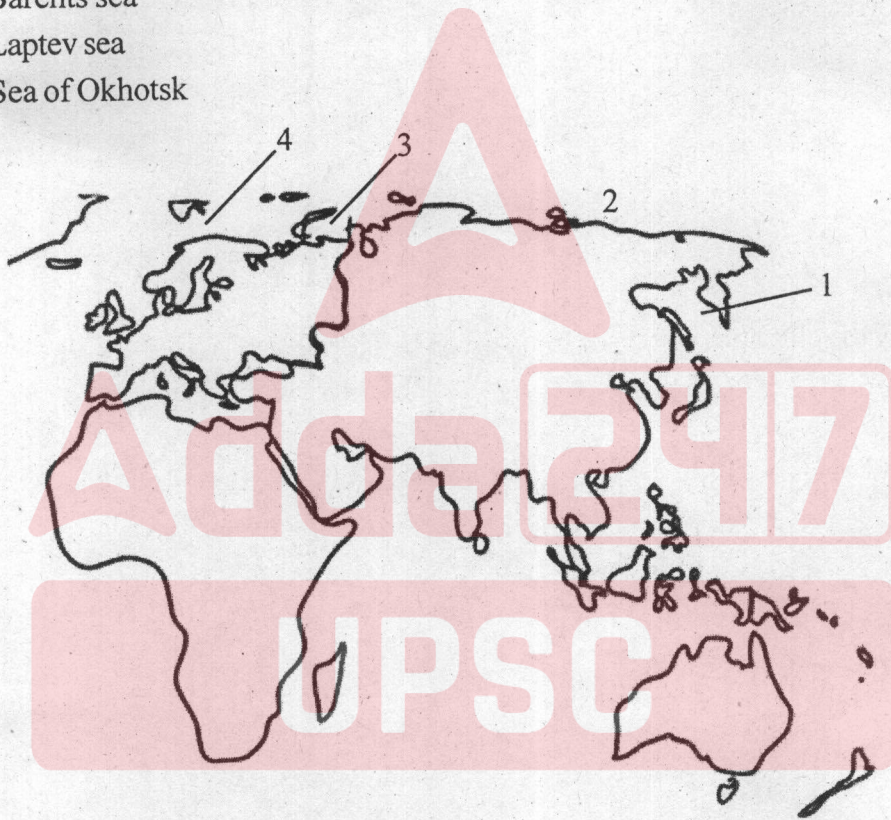 Barents sea
Laptev sea
Sea of Okhotsk
4
3
2
1
Adda247
UPSC